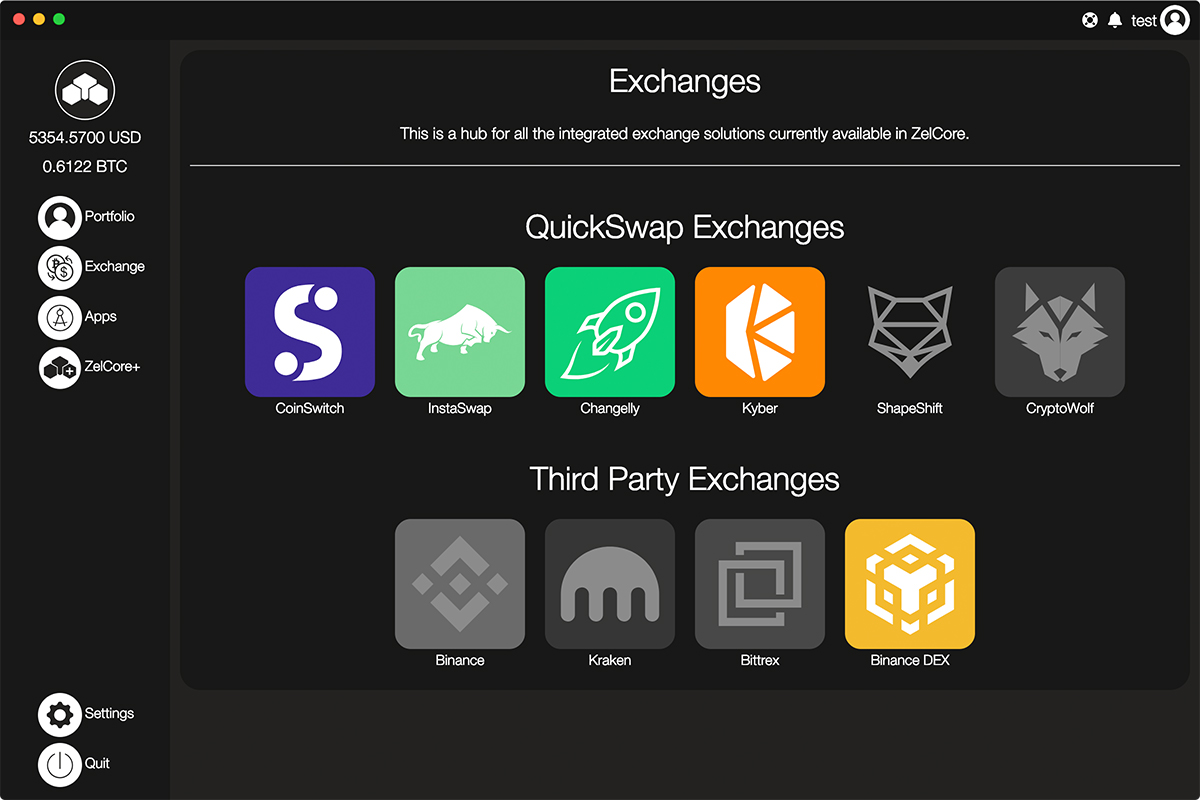 test
5354.5700 USD
0.6122 BTC
Portfolio
Exchange
Apps
ZelCore+
Settings
Quit
Exchanges
This is a hub for all the integrated exchange solutions currently available in ZelCore.
QuickSwap Exchanges
CoinSwitch
InstaSwap
Changelly
Kyber
ShapeShift
CryptoWolf
Third Party Exchanges
Binance
Kraken
Bittrex
Binance DEX